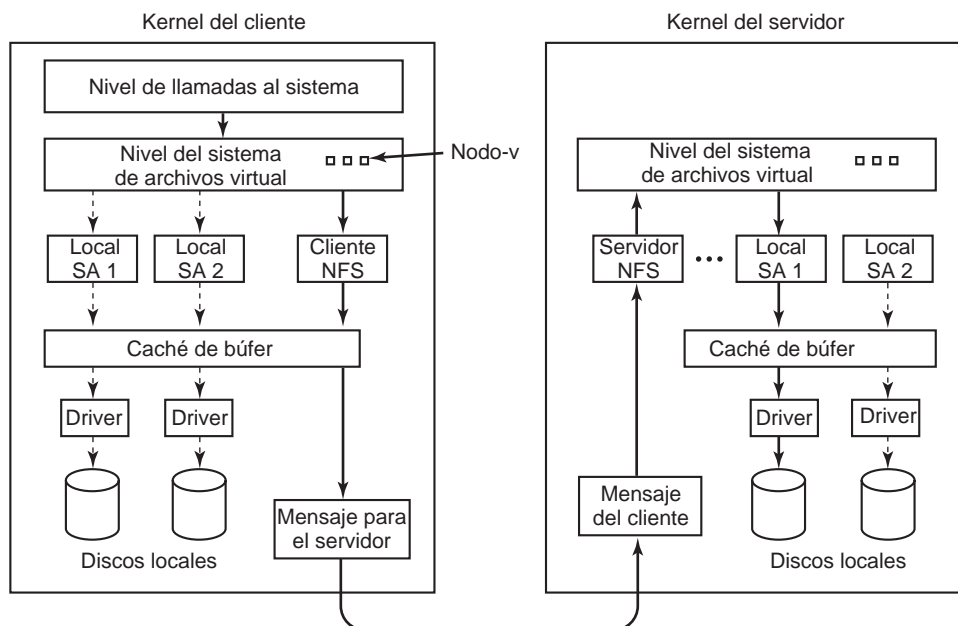 Kernel del cliente
Nivel de llamadas al sistema
Nivel del sistema
de archivos virtual
Nodo-v
Local
SA 1
Local
SA 2
Cliente
NFS
Caché de búfer
Driver
Driver
Discos locales
Mensaje para
el servidor
Kernel del servidor
Nivel del sistema
de archivos virtual
Servidor
NFS
Local
SA 1
Local
SA 2
Caché de búfer
Driver
Driver
Mensaje
del cliente
Discos locales